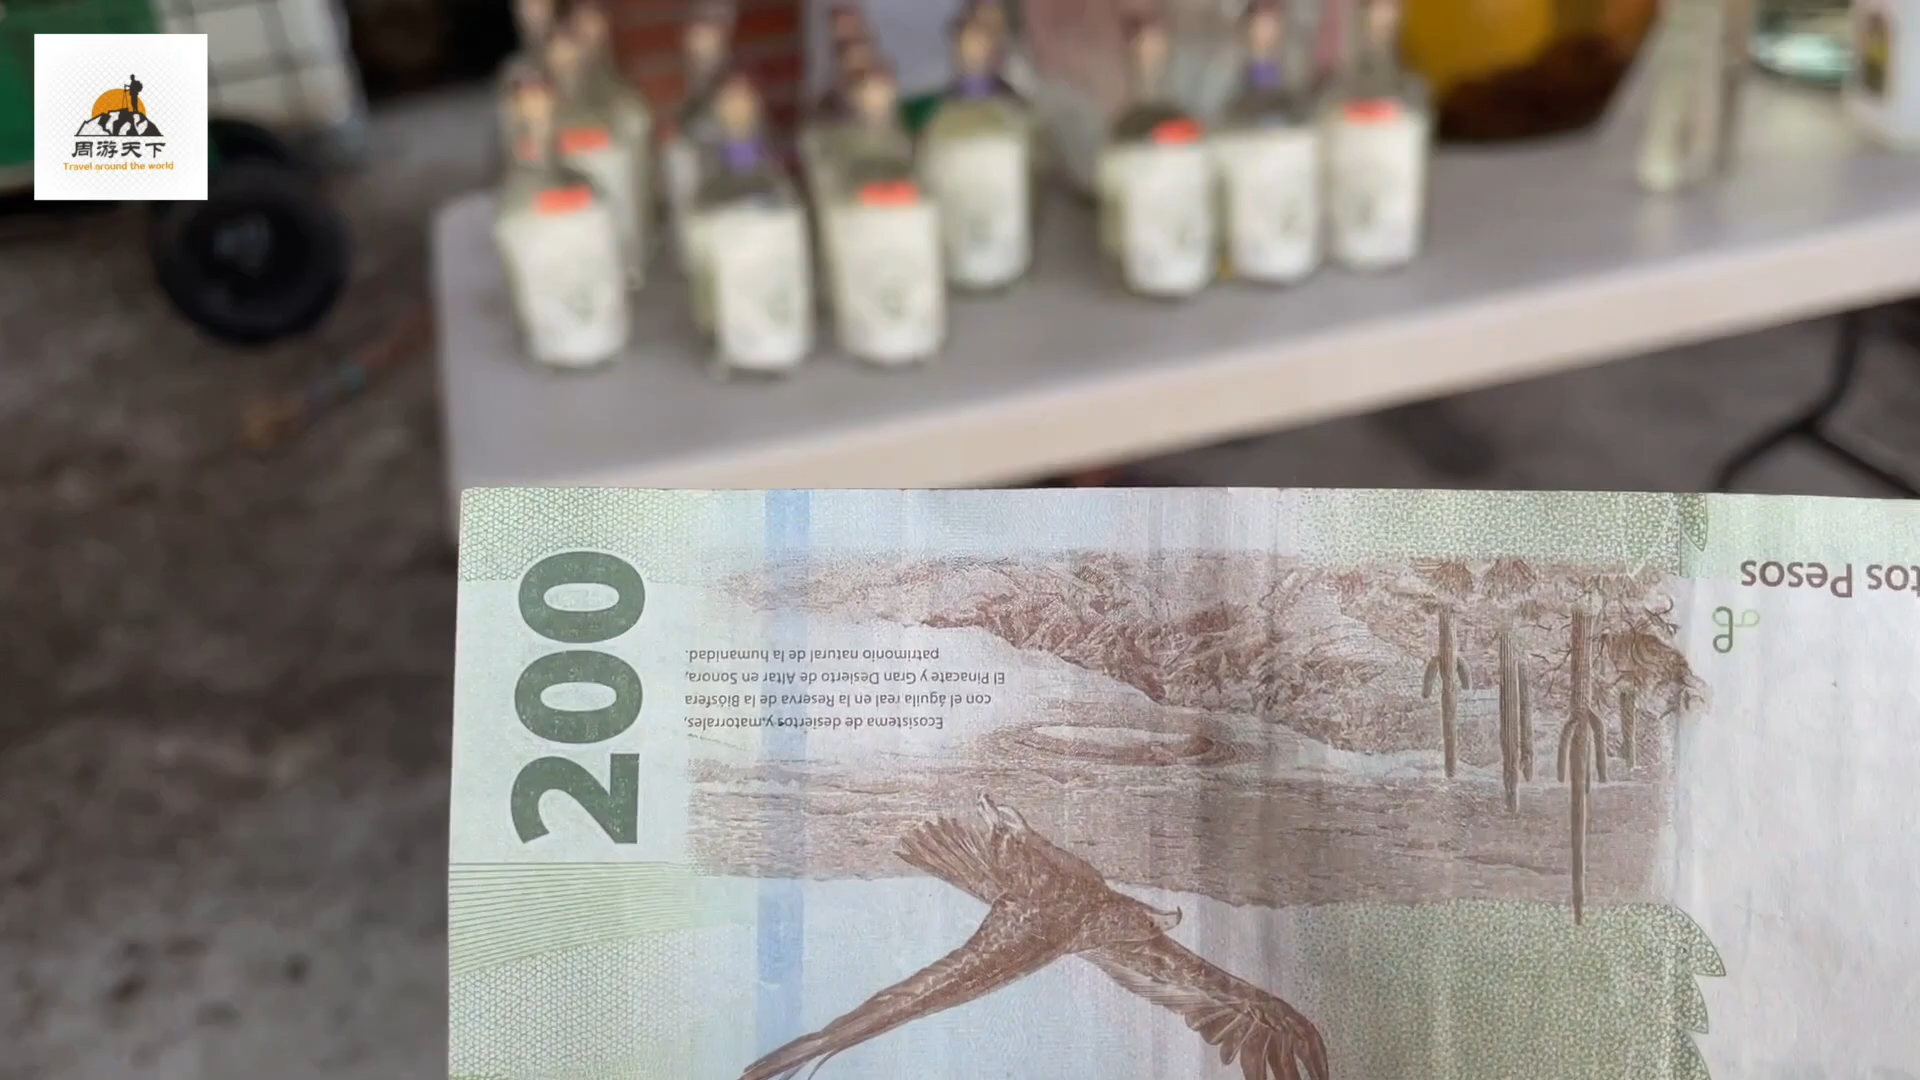 周游天下
Travel around the world
200
tos Pesos
Ecosistema de desiertos y matorrales,
con el águila real en la Reserva de la Biósfera
El Pinacate y Gran Desierto de Altar en Sonora,
patrimonio natural de la humanidad.